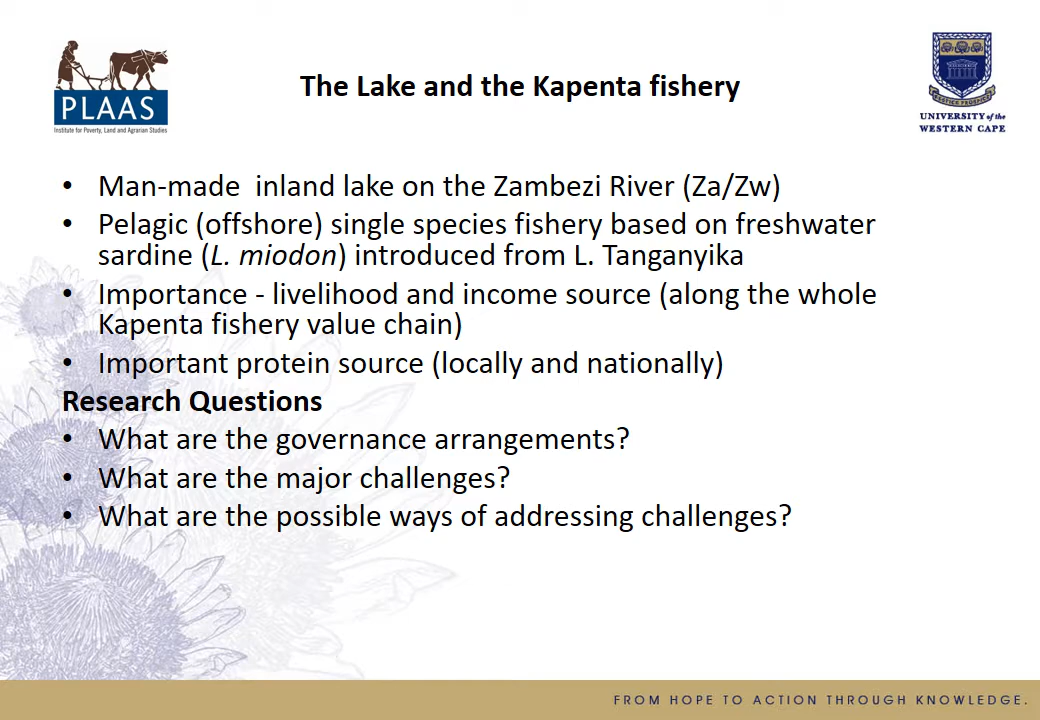 PLAAS
Institute for Poverty, Land and Agrarian Studies
The Lake and the Kapenta fishery
UNIVERSITY of the
WESTERN CAPE
• Man-made  inland lake on the Zambezi River (Za/Zw)
• Pelagic (offshore) single species fishery based on freshwater
sardine (L. miodon) introduced from L. Tanganyika
• Importance - livelihood and income source (along the whole
Kapenta fishery value chain)
• Important protein source (locally and nationally)
Research Questions
• What are the governance arrangements?
• What are the major challenges?
• What are the possible ways of addressing challenges?
FROM HOPE TO ACTION THROUGH KNOWLEDGE.